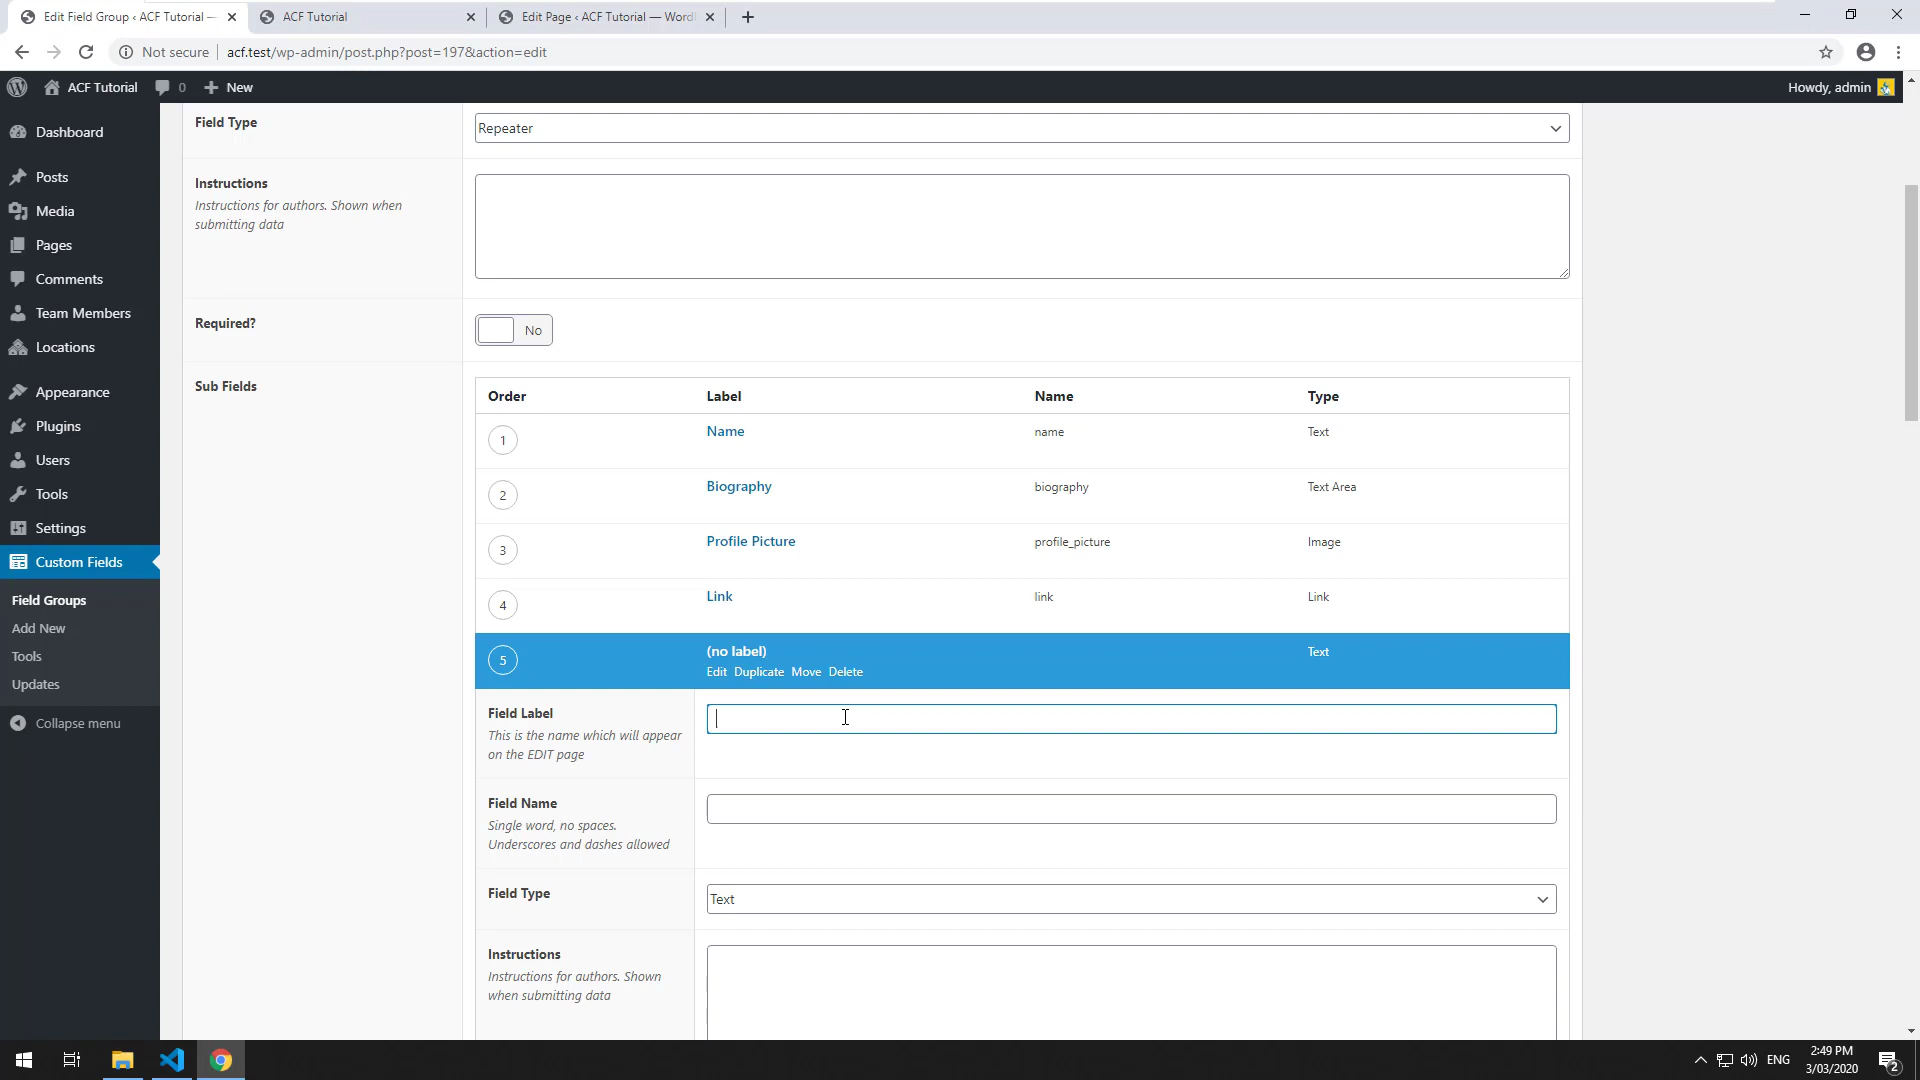 Edit Field Group ‹ ACF Tutorial —
ACF Tutorial
Edit Page ‹ ACF Tutorial — Word
Not secure
acf.test/wp-admin/post.php?post=197&action=edit
ACF Tutorial
0
New
Howdy, admin
Dashboard
Posts
Media
Pages
Comments
Team Members
Locations
Appearance
Plugins
Users
Tools
Settings
Custom Fields
Field Groups
Add New
Tools
Updates
Collapse menu
Field Type
Repeater
Instructions
Instructions for authors. Shown when
submitting data
Required?
No
Sub Fields
Order Label Name Type
1 Name name Text
2 Biography biography Text Area
3 Profile Picture profile_picture Image
4 Link link Link
5 (no label) Text
Edit Duplicate Move Delete
Field Label
This is the name which will appear
on the EDIT page
Field Name
Single word, no spaces.
Underscores and dashes allowed
Field Type
Text
Instructions
Instructions for authors. Shown
when submitting data
ENG
2:49 PM
3/03/2020
2